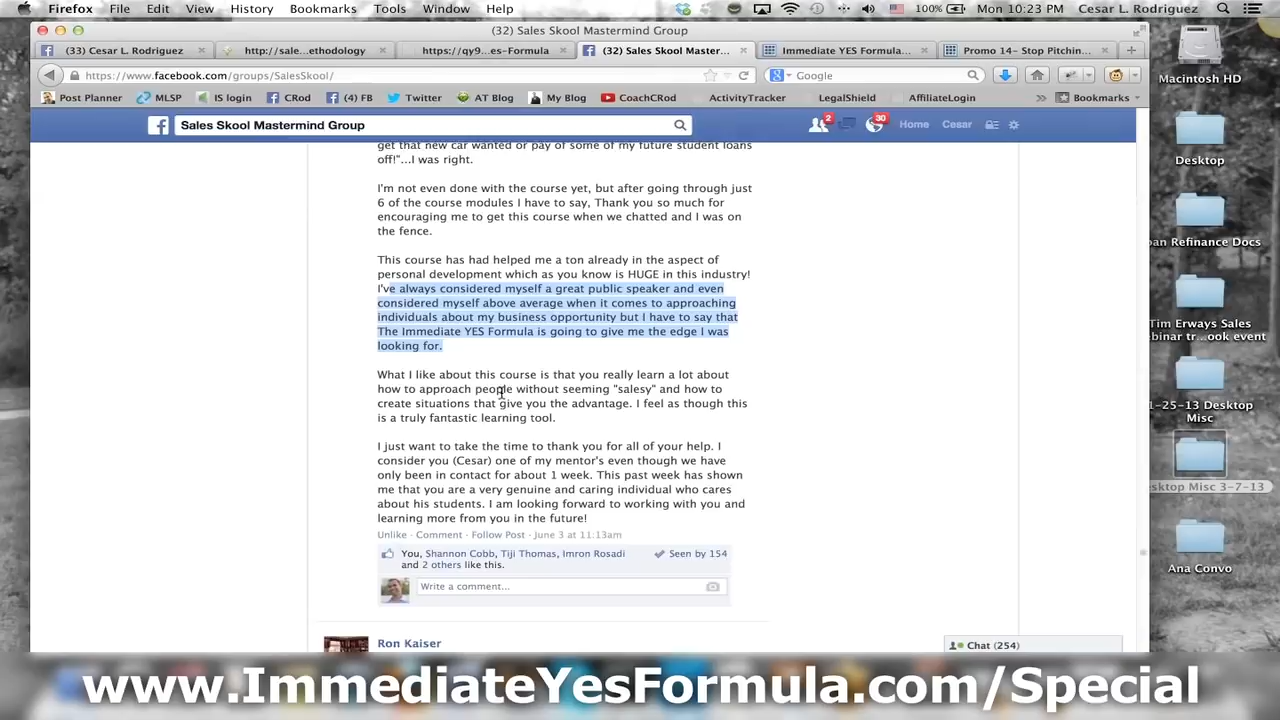 Firefox File Edit View History Bookmarks Tools Window Help 100% Mon 10:23 PM Cesar L. Rodriguez
(32) Sales Skool Mastermind Group
(33) Cesar L. Rodriguez × http://sale...ethodology × https://qy9...es-Formula × (32) Sales Skool Master... × Immediate YES Formula... × Promo 14- Stop Pitchin... × +
https://www.facebook.com/groups/SalesSkool/ Google
Post Planner MLSP IS login CRod (4) FB Twitter AT Blog My Blog CoachCRod ActivityTracker LegalShield AffiliateLogin » Bookmarks
Sales Skool Mastermind Group 2 30 Home Cesar
get that new car wanted or pay of some of my future student loans
off!"...I was right.
I'm not even done with the course yet, but after going through just
6 of the course modules I have to say, Thank you so much for
encouraging me to get this course when we chatted and I was on
the fence.
This course has had helped me a ton already in the aspect of
personal development which as you know is HUGE in this industry!
I've always considered myself a great public speaker and even
considered myself above average when it comes to approaching
individuals about my business opportunity but I have to say that
The Immediate YES Formula is going to give me the edge I was
looking for.
What I like about this course is that you really learn a lot about
how to approach people without seeming "salesy" and how to
create situations that give you the advantage. I feel as though this
is a truly fantastic learning tool.
I just want to take the time to thank you for all of your help. I
consider you (Cesar) one of my mentor's even though we have
only been in contact for about 1 week. This past week has shown
me that you are a very genuine and caring individual who cares
about his students. I am looking forward to working with you and
learning more from you in the future!
Unlike · Comment · Follow Post · June 3 at 11:13am
You, Shannon Cobb, Tiji Thomas, Imron Rosadi
and 2 others like this.
Seen by 154
Write a comment...
Ron Kaiser
Chat (254)
Macintosh HD
Desktop
oan Refinance Docs
Tim Erways Sales
binar tr...ook event
1-25-13 Desktop
Misc
sktop Misc 3-7-13
Ana Convo
www.ImmediateYesFormula.com/Special